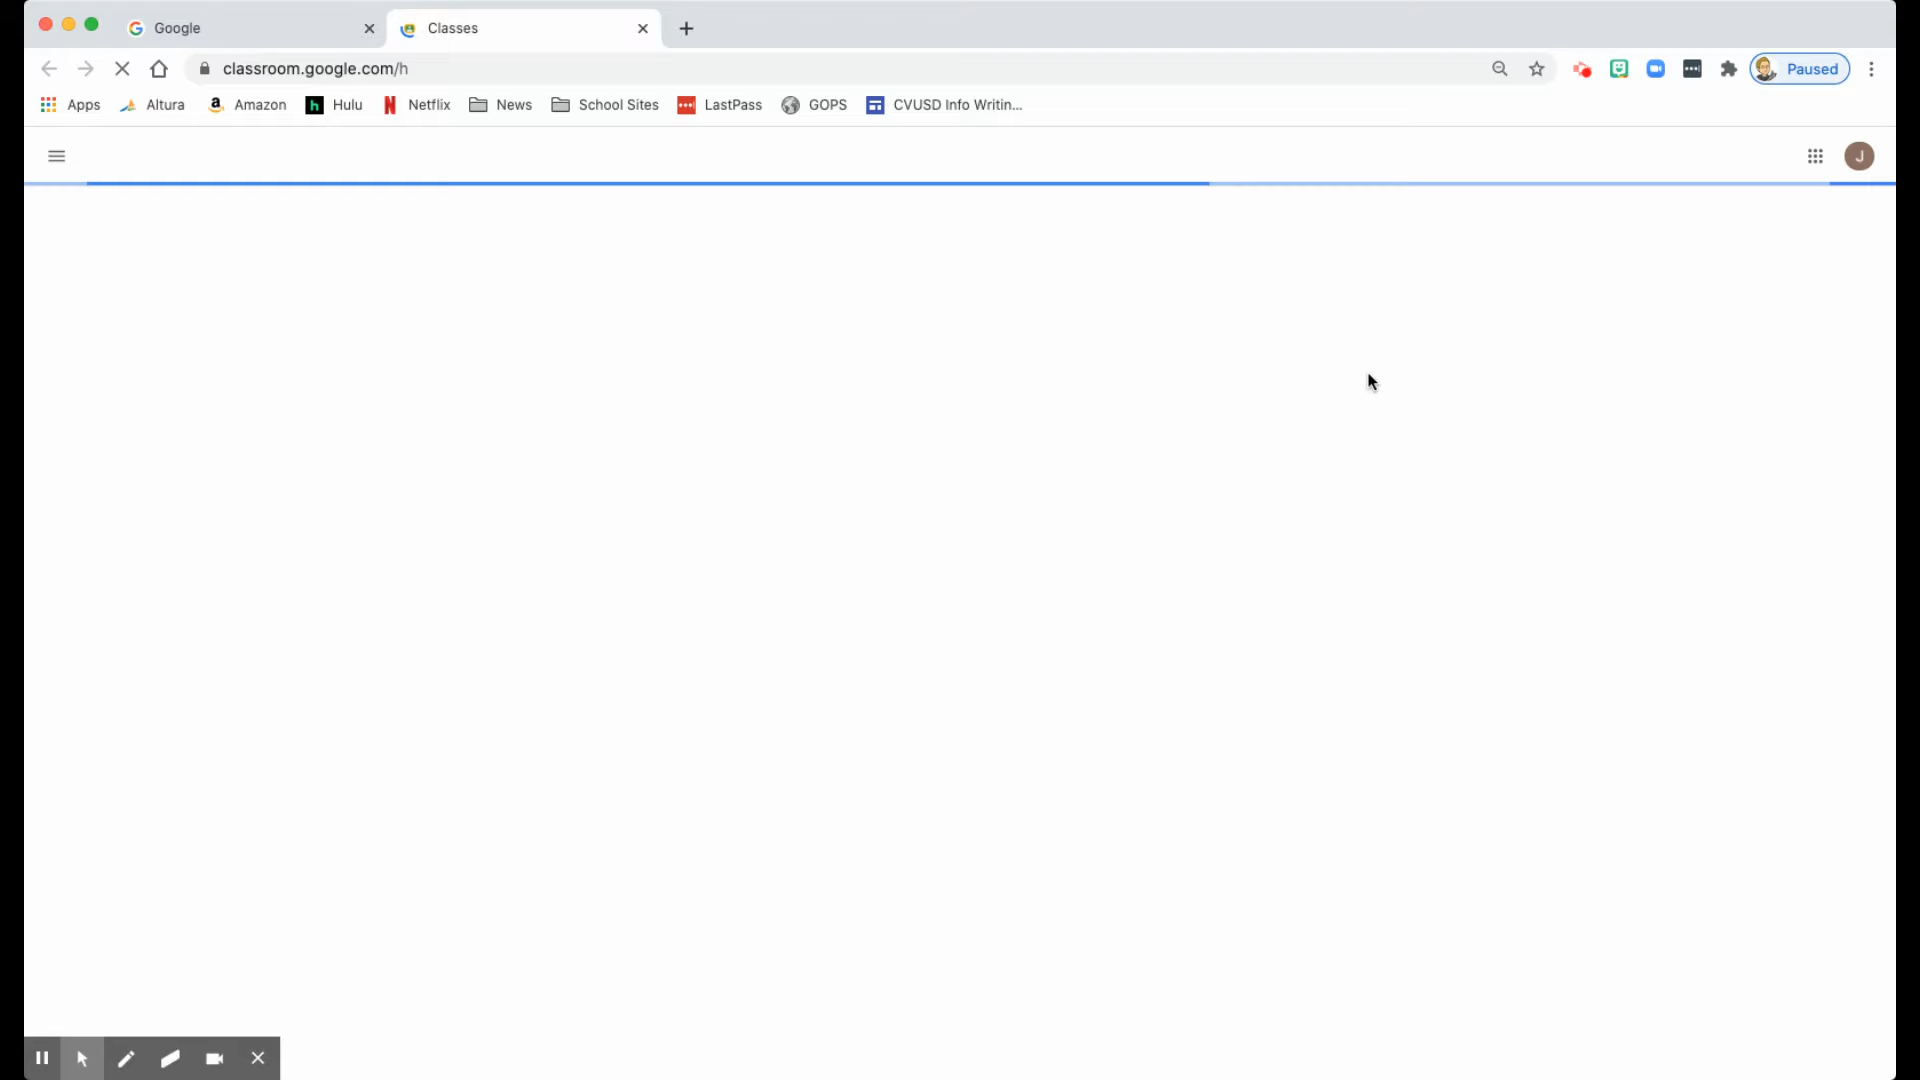 Google
Classes
classroom.google.com/h
Paused
Apps
Altura
Amazon
Hulu
Netflix
News
School Sites
LastPass
GOPS
CVUSD Info Writin...
J